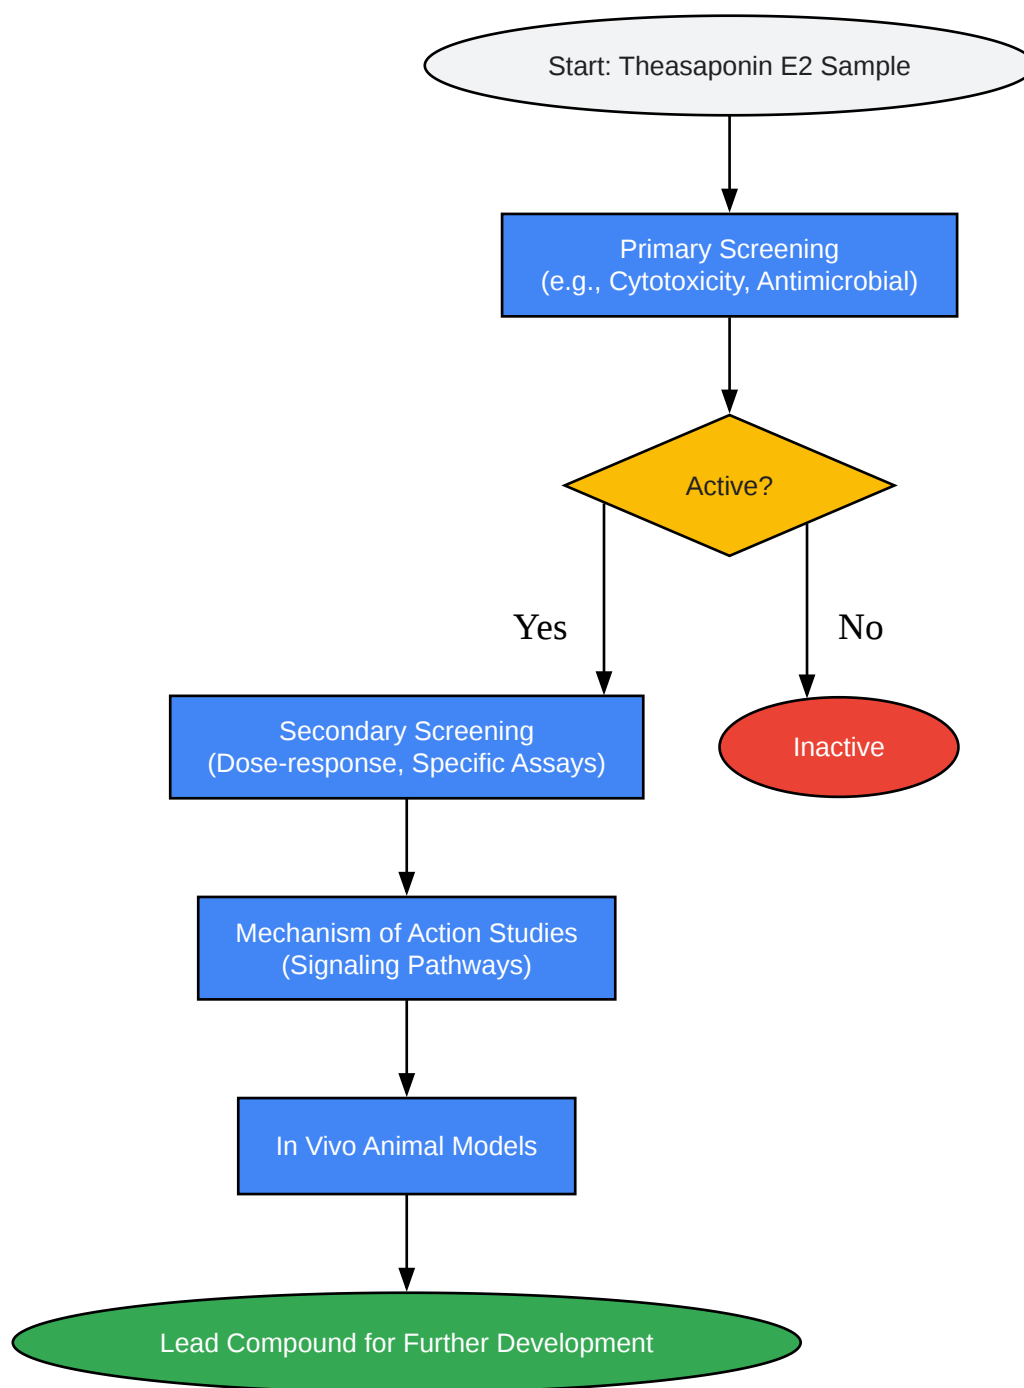 Start: Theasaponin E2 Sample
Primary Screening
(e.g., Cytotoxicity, Antimicrobial)
Active?
Yes
No
Secondary Screening
(Dose-response, Specific Assays)
Inactive
Mechanism of Action Studies
(Signaling Pathways)
In Vivo Animal Models
Lead Compound for Further Development